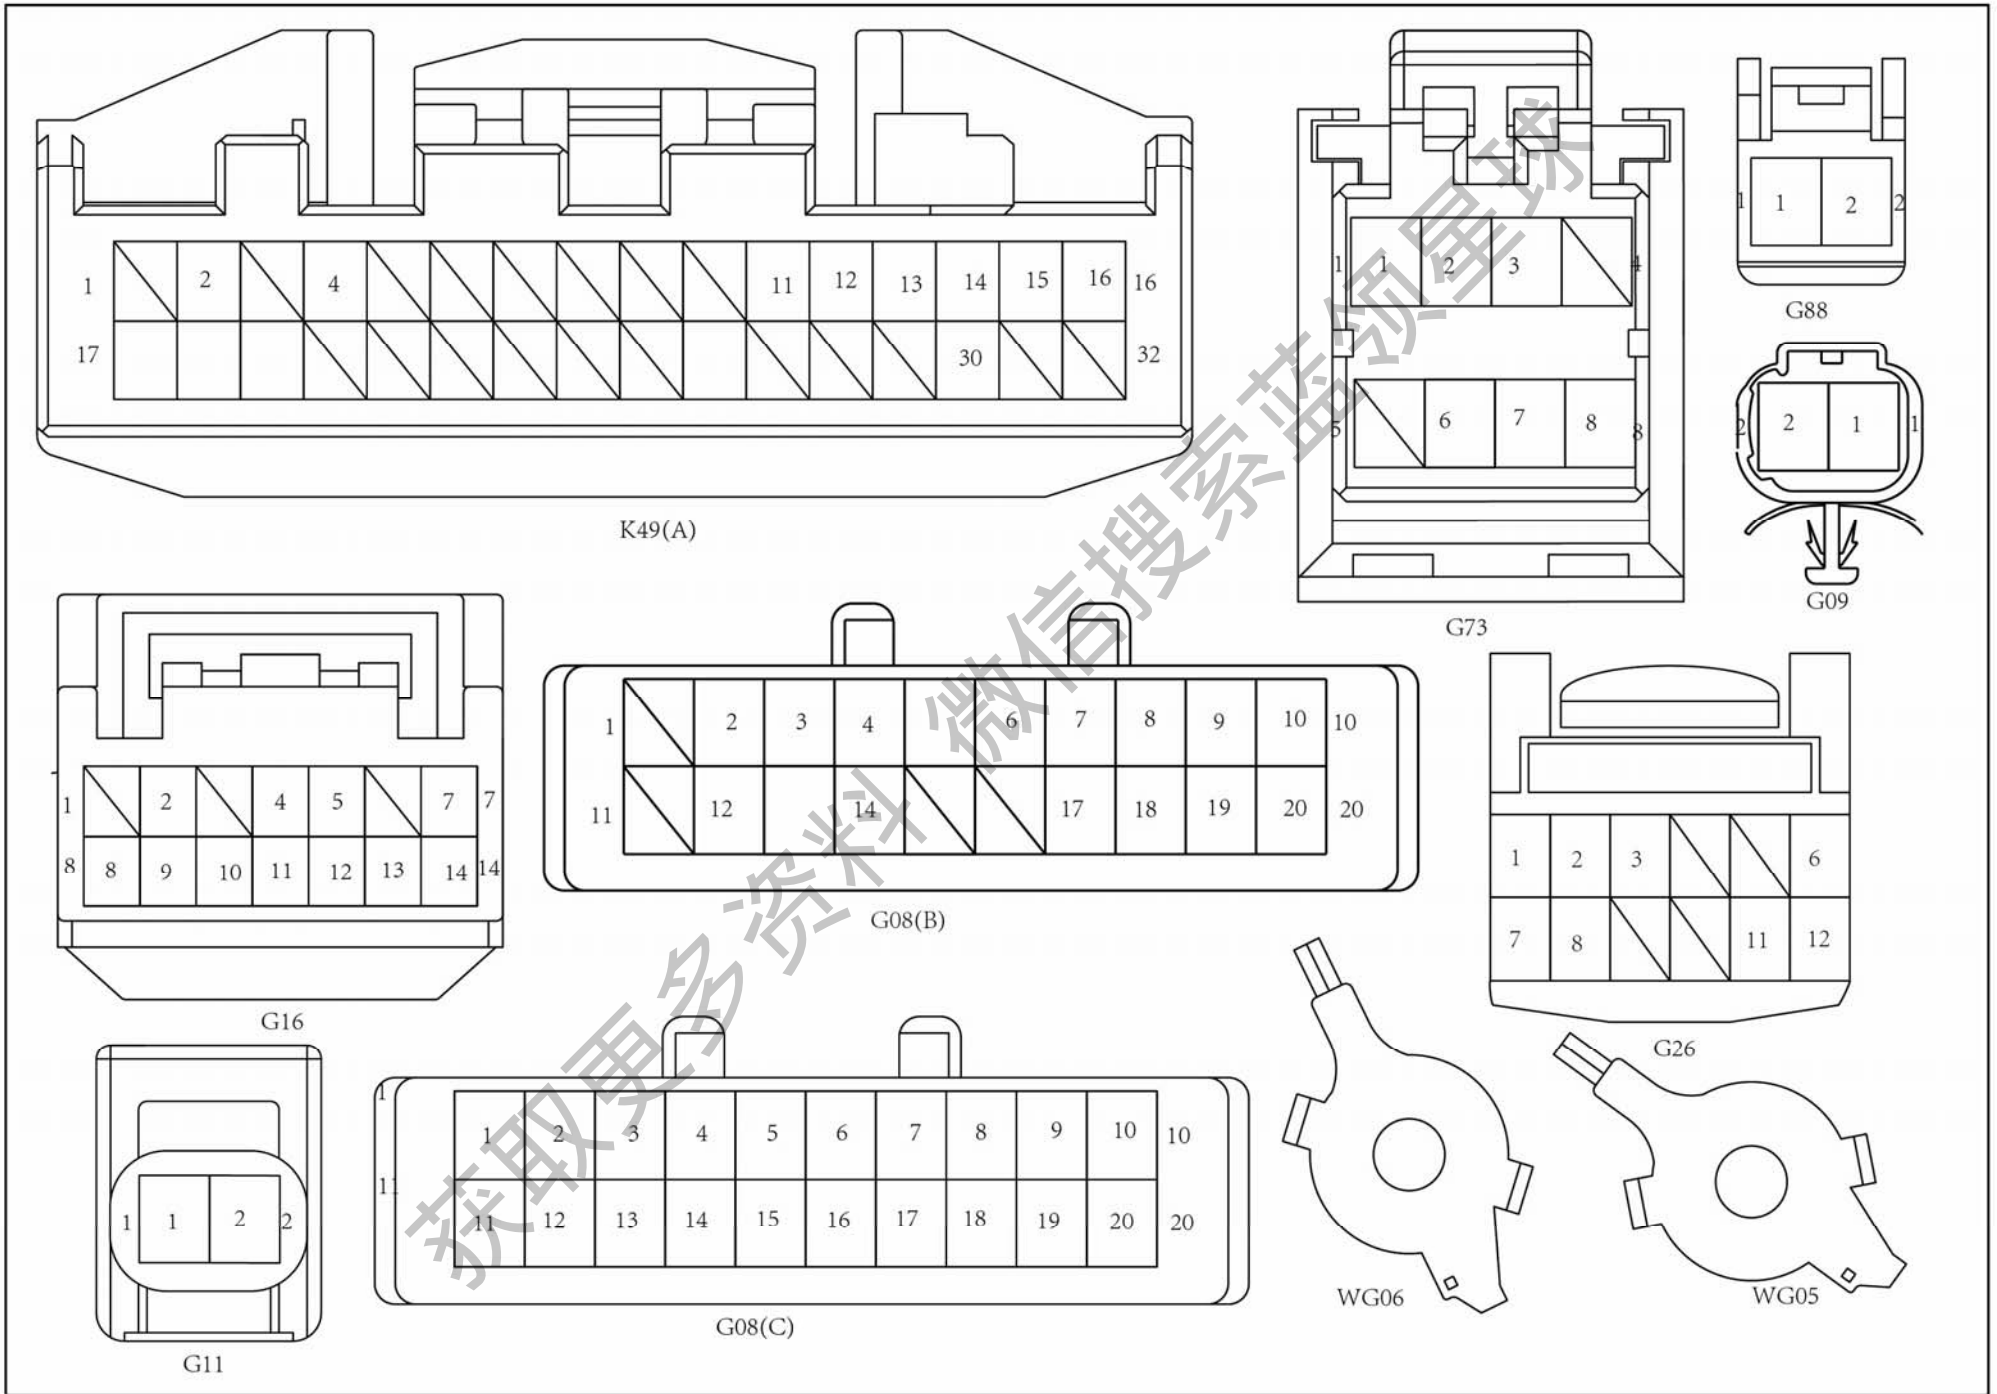 1 2 4 11 12 13 14 15 16 16
17 30 32
K49(A)
1 1 2 3 4
5 6 7 8 8
G73
1 1 2 2
G88
2 2 1 1
G09
1 2 4 5 7 7
8 8 9 10 11 12 13 14 14
G16
1 2 3 4 6 7 8 9 10 10
11 12 14 17 18 19 20 20
G08(B)
1 2 3 6
7 8 11 12
G26
1 1 2 2
G11
1 1 2 3 4 5 6 7 8 9 10 10
11 11 12 13 14 15 16 17 18 19 20 20
G08(C)
WG06
WG05
获取更多资料 微信搜索蓝领星球